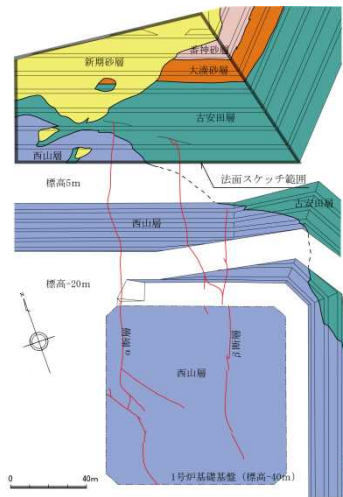 番神砂層
新期砂層
大湊砂層
古安田層
西山層
法面スケッチ範囲
標高5m
古安田層
西山層
標高-20m
α断層
β断層
西山層
1号炉基礎基盤(標高-40m)
0 40m